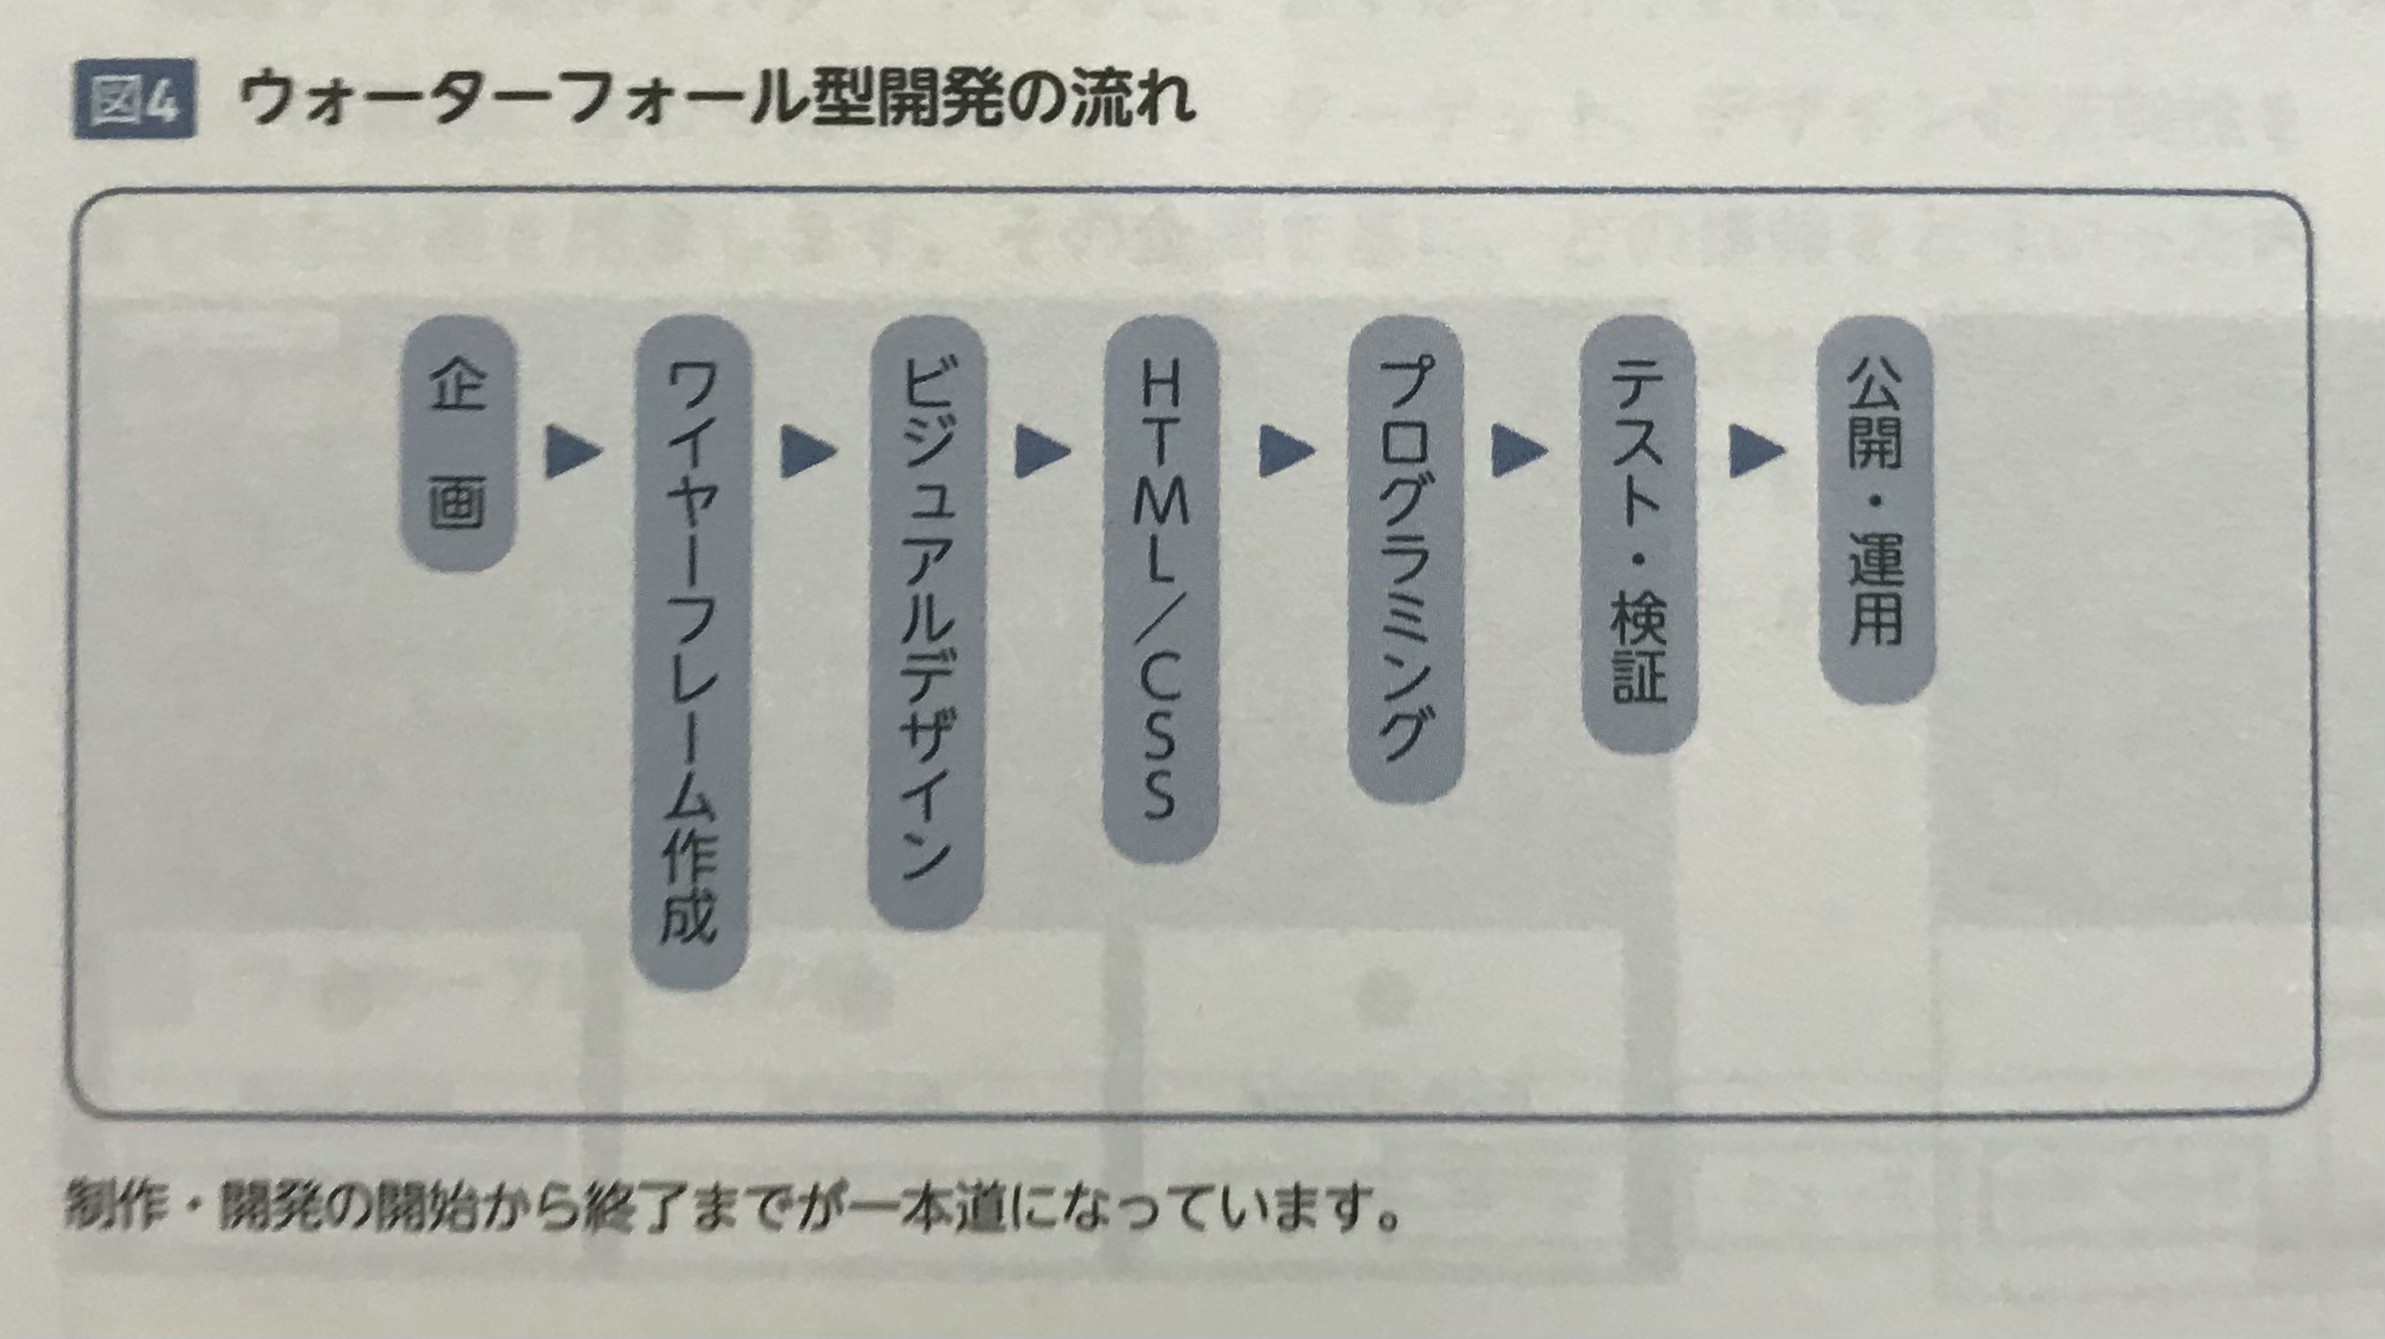 図4 ウォーターフォール型開発の流れ
企画
ワイヤーフレーム作成
ビジュアルデザイン
HTML/CSS
プログラミング
テスト・検証
公開・運用
制作・開発の開始から終了までが一本道になっています。